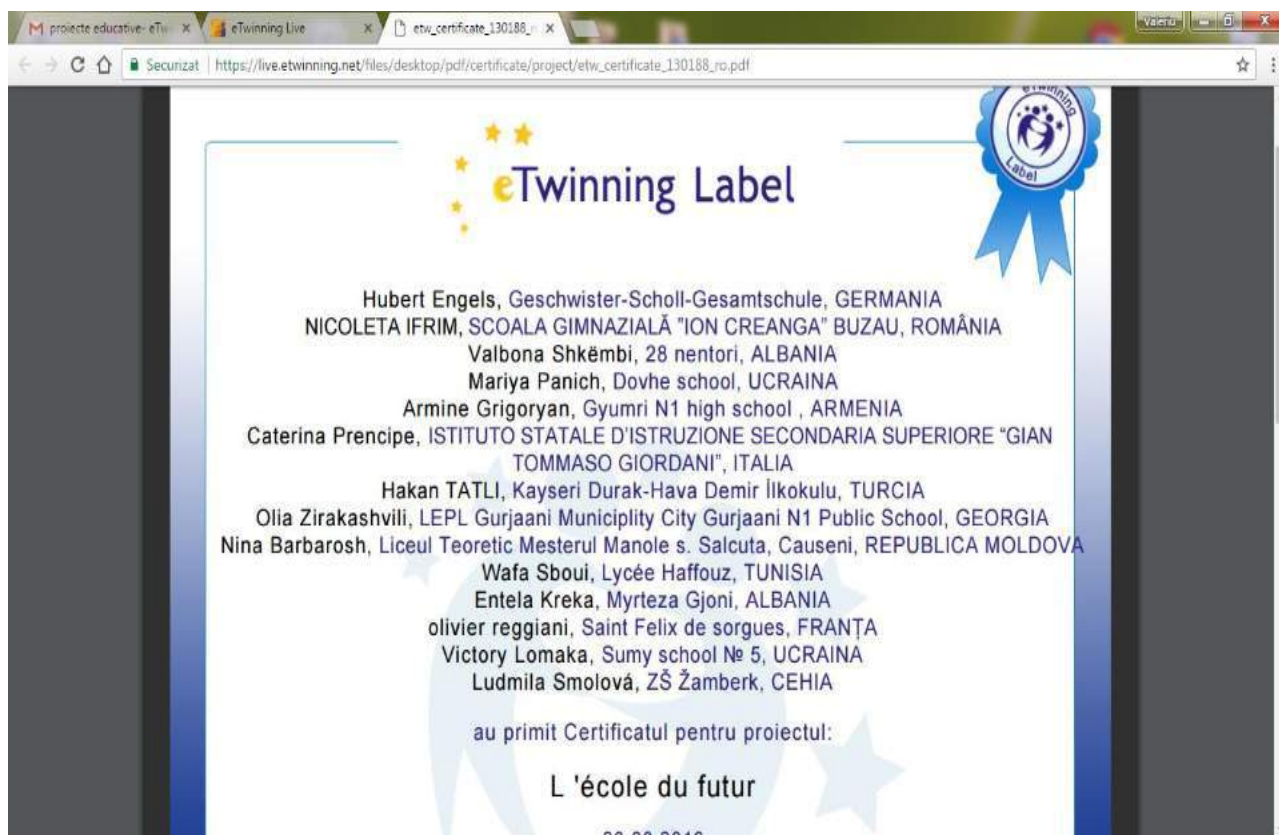 proiecte educative- eTw
eTwinning Live
etw_certificate_130188_r
Valeriu
Securizat
https://live.etwinning.net/files/desktop/pdf/certificate/project/etw_certificate_130188_ro.pdf
eTwinning
Label
eTwinning Label
Hubert Engels, Geschwister-Scholl-Gesamtschule, GERMANIA
NICOLETA IFRIM, SCOALA GIMNAZIALĂ "ION CREANGA" BUZAU, ROMÂNIA
Valbona Shkëmbi, 28 nentori, ALBANIA
Mariya Panich, Dovhe school, UCRAINA
Armine Grigoryan, Gyumri N1 high school , ARMENIA
Caterina Prencipe, ISTITUTO STATALE D'ISTRUZIONE SECONDARIA SUPERIORE “GIAN
TOMMASO GIORDANI”, ITALIA
Hakan TATLI, Kayseri Durak-Hava Demir İlkokulu, TURCIA
Olia Zirakashvili, LEPL Gurjaani Municiplity City Gurjaani N1 Public School, GEORGIA
Nina Barbarosh, Liceul Teoretic Mesterul Manole s. Salcuta, Causeni, REPUBLICA MOLDOVA
Wafa Sboui, Lycée Haffouz, TUNISIA
Entela Kreka, Myrteza Gjoni, ALBANIA
olivier reggiani, Saint Felix de sorgues, FRANȚA
Victory Lomaka, Sumy school № 5, UCRAINA
Ludmila Smolová, ZŠ Žamberk, CEHIA
au primit Certificatul pentru proiectul:
L 'école du futur